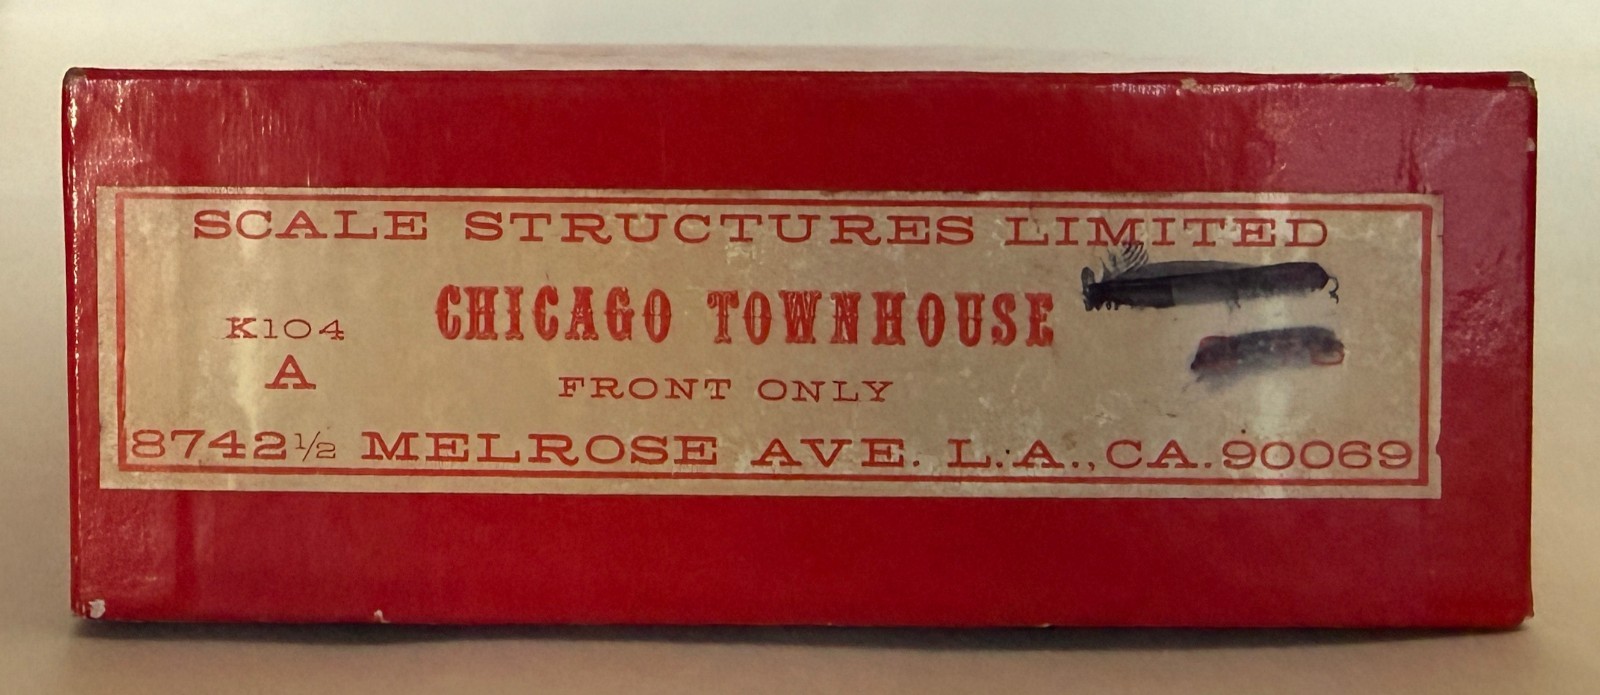 SCALE STRUCTURES LIMITED
K104
A
CHICAGO TOWNHOUSE
FRONT ONLY
8742½ MELROSE AVE. L.A., CA. 90069